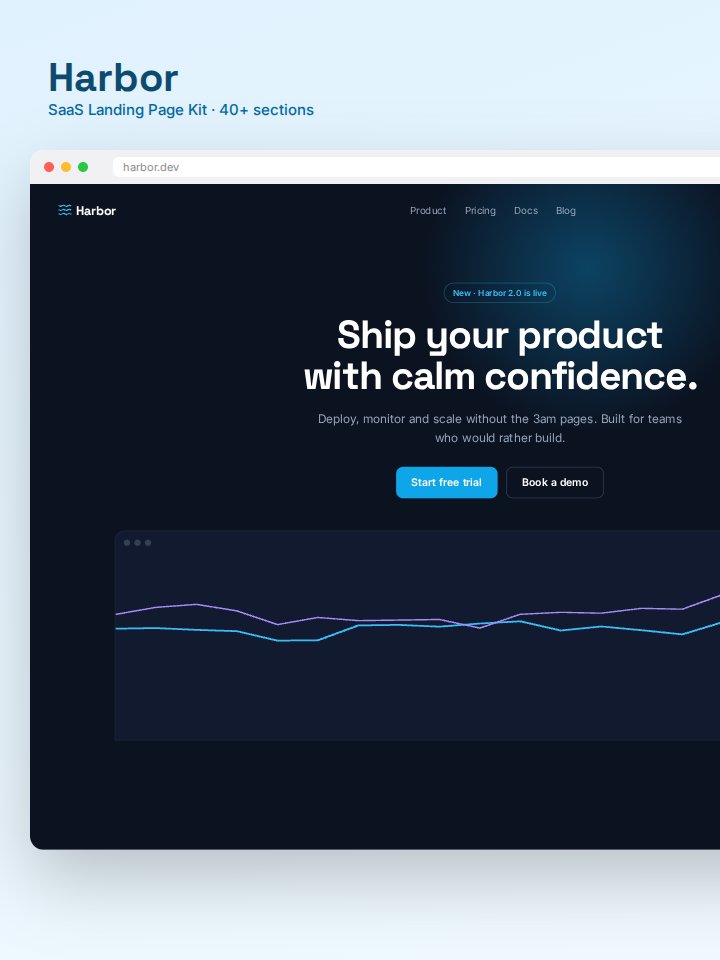 Harbor
SaaS Landing Page Kit · 40+ sections
harbor.dev
Harbor
Product Pricing Docs Blog
New · Harbor 2.0 is live
Ship your product
with calm confidence.
Deploy, monitor and scale without the 3am pages. Built for teams
who would rather build.
Start free trial Book a demo